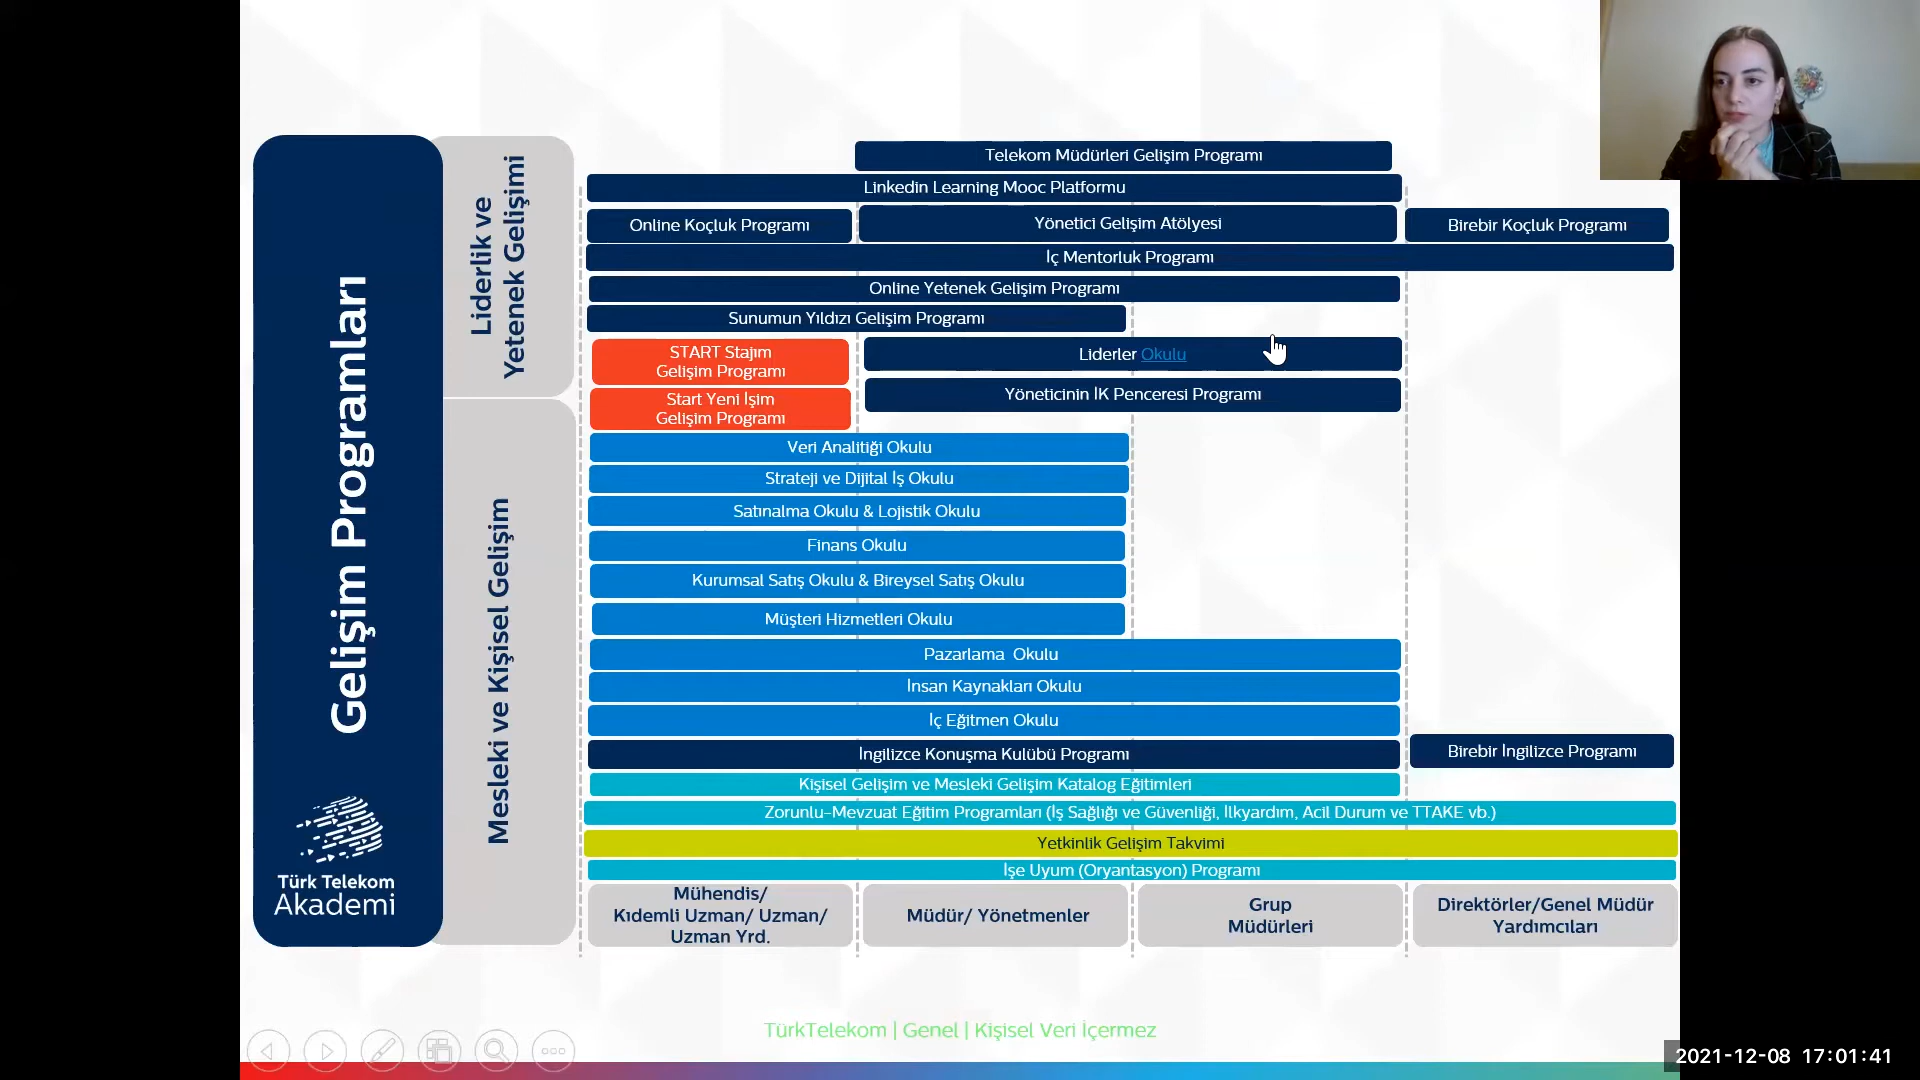 Gelişim Programları
Türk Telekom
Akademi
Liderlik ve
Yetenek Gelişimi
Mesleki ve Kişisel Gelişim
Telekom Müdürleri Gelişim Programı
Linkedin Learning Mooc Platformu
Online Koçluk Programı
Yönetici Gelişim Atölyesi
Birebir Koçluk Programı
İç Mentorluk Programı
Online Yetenek Gelişim Programı
Sunumun Yıldızı Gelişim Programı
START Stajım
Gelişim Programı
Liderler Okulu
Start Yeni İşim
Gelişim Programı
Yöneticinin İK Penceresi Programı
Veri Analitiği Okulu
Strateji ve Dijital İş Okulu
Satınalma Okulu & Lojistik Okulu
Finans Okulu
Kurumsal Satış Okulu & Bireysel Satış Okulu
Müşteri Hizmetleri Okulu
Pazarlama Okulu
İnsan Kaynakları Okulu
İç Eğitmen Okulu
İngilizce Konuşma Kulübü Programı
Birebir İngilizce Programı
Kişisel Gelişim ve Mesleki Gelişim Katalog Eğitimleri
Zorunlu-Mevzuat Eğitim Programları (İş Sağlığı ve Güvenliği, İlkyardım, Acil Durum ve TTAKE vb.)
Yetkinlik Gelişim Takvimi
İşe Uyum (Oryantasyon) Programı
Mühendis/
Kıdemli Uzman/ Uzman/
Uzman Yrd.
Müdür/ Yönetmenler
Grup
Müdürleri
Direktörler/Genel Müdür
Yardımcıları
TürkTelekom | Genel | Kişisel Veri İçermez
2021-12-08 17:01:41